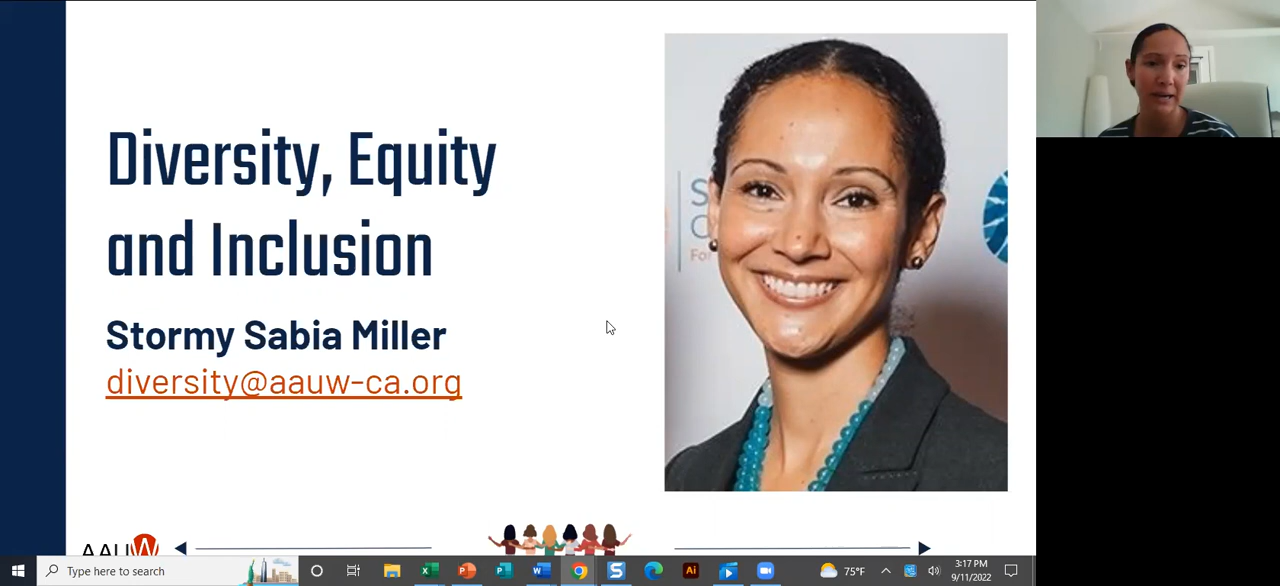 Diversity, Equity
and Inclusion
Stormy Sabia Miller
diversity@aauw-ca.org
AAUW
Type here to search
75°F
3:17 PM
9/11/2022